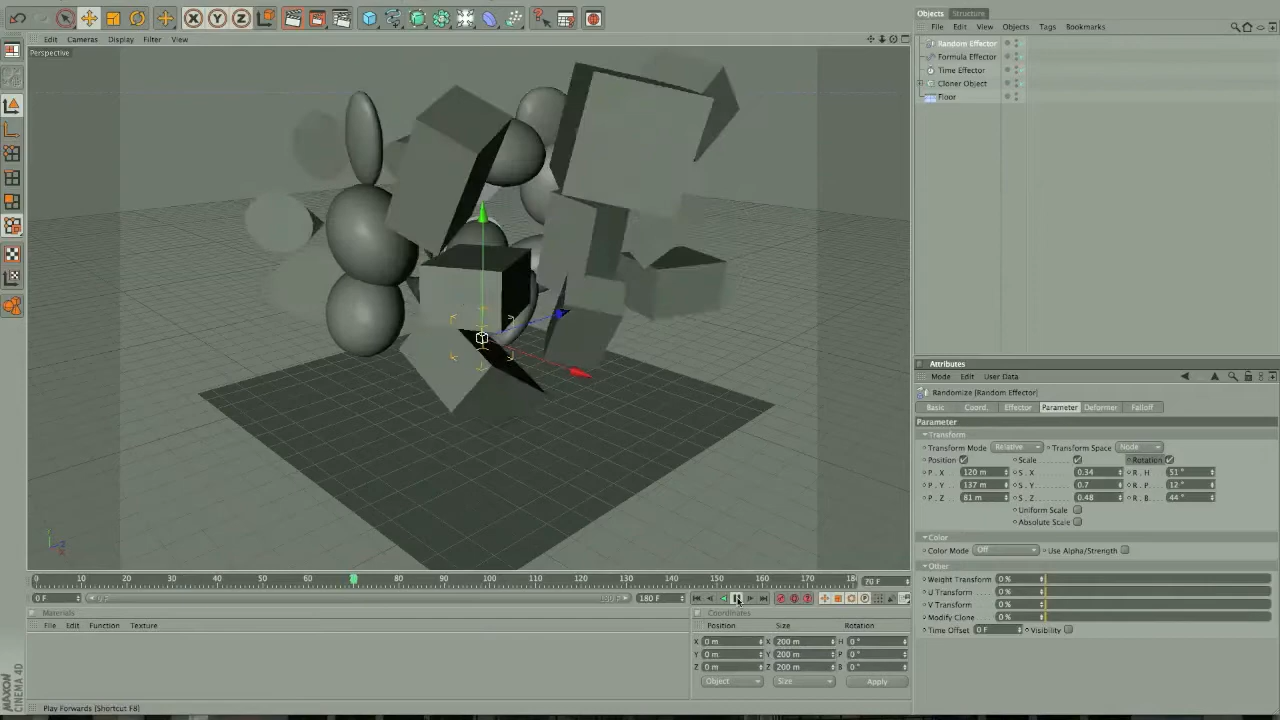 X Y Z
Objects Structure
File Edit View Objects Tags Bookmarks
Edit Cameras Display Filter View
Perspective
Random Effector
Formula Effector
Time Effector
Cloner Object
Floor
Attributes
Mode Edit User Data
Randomize [Random Effector]
Basic Coord. Effector Parameter Deformer Falloff
Parameter
Transform
Transform Mode Relative Transform Space Node
Position Scale Rotation
P . X 120 m S . X 0.34 R . H 51 °
P . Y 137 m S . Y 0.7 R . P 12 °
P . Z 81 m S . Z 0.48 R . B 44 °
Uniform Scale
Absolute Scale
Color
Color Mode Off Use Alpha/Strength
Other
Weight Transform 0 %
U Transform 0 %
V Transform 0 %
Modify Clone 0 %
Time Offset 0 F Visibility
0 10 20 30 40 50 60 70 80 90 100 110 120 130 140 150 160 170 180 70 F
0 F 180 F
Materials
File Edit Function Texture
Coordinates
Position Size Rotation
X 0 m X 200 m H 0 °
Y 0 m Y 200 m P 0 °
Z 0 m Z 200 m B 0 °
Object Size Apply
MAXON
CINEMA 4D
Play Forwards [Shortcut F8]